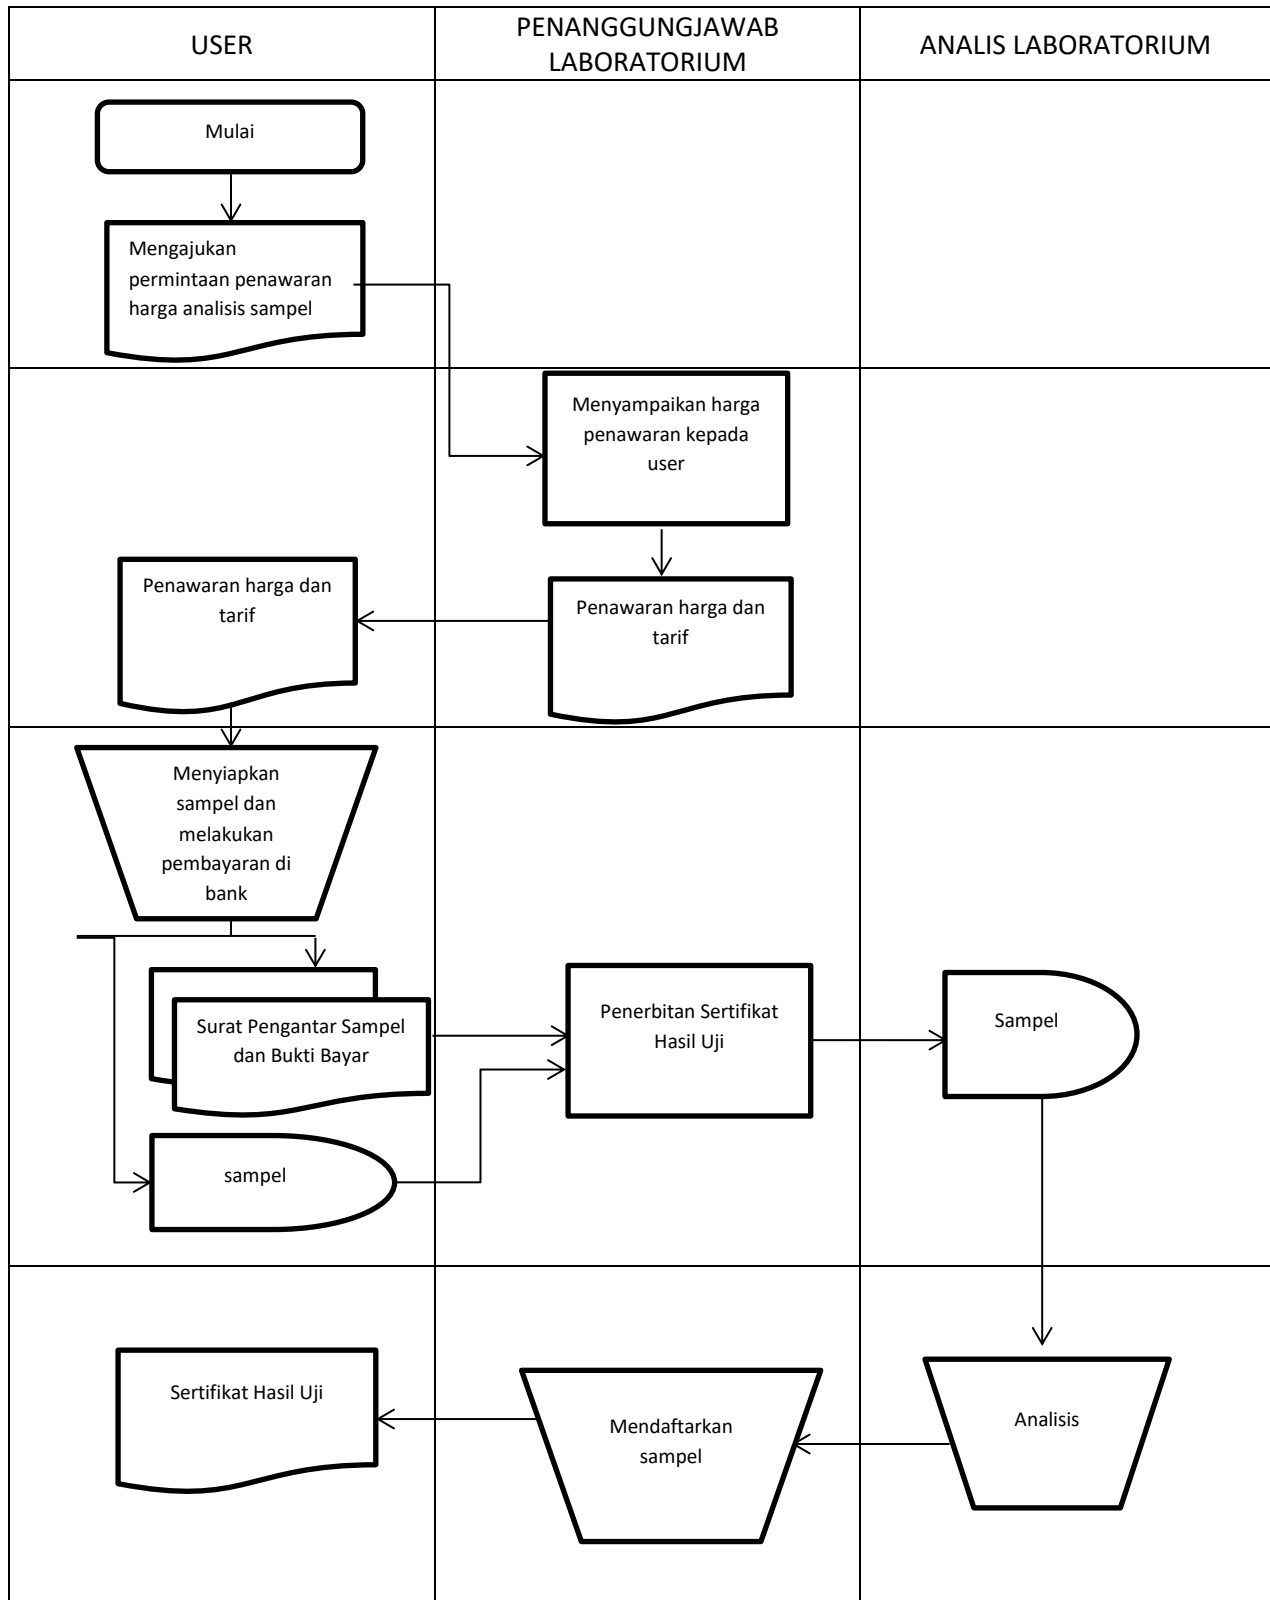 USER
PENANGGUNGJAWAB
LABORATORIUM
ANALIS LABORATORIUM
Mulai
Mengajukan
permintaan penawaran
harga analisis sampel
Menyampaikan harga
penawaran kepada
user
Penawaran harga dan
tarif
Penawaran harga dan
tarif
Menyiapkan
sampel dan
melakukan
pembayaran di
bank
Surat Pengantar Sampel
dan Bukti Bayar
Penerbitan Sertifikat
Hasil Uji
Sampel
sampel
Sertifikat Hasil Uji
Mendaftarkan
sampel
Analisis